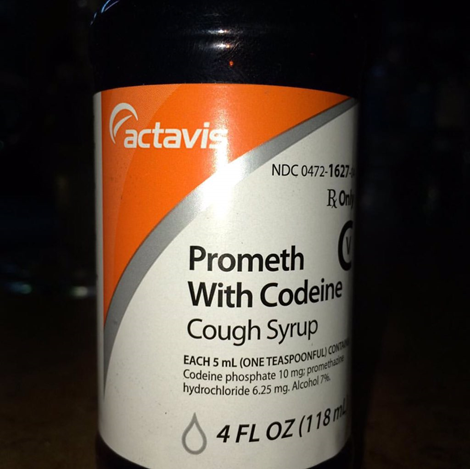 actavis
NDC 0472-1627-
Rx Only
C V
Prometh
With Codeine
Cough Syrup
EACH 5 mL (ONE TEASPOONFUL)
Codeine phosphate 10 mg; promethazine
hydrochloride 6.25 mg. Alcohol 7%.
4 FL OZ (118 mL)